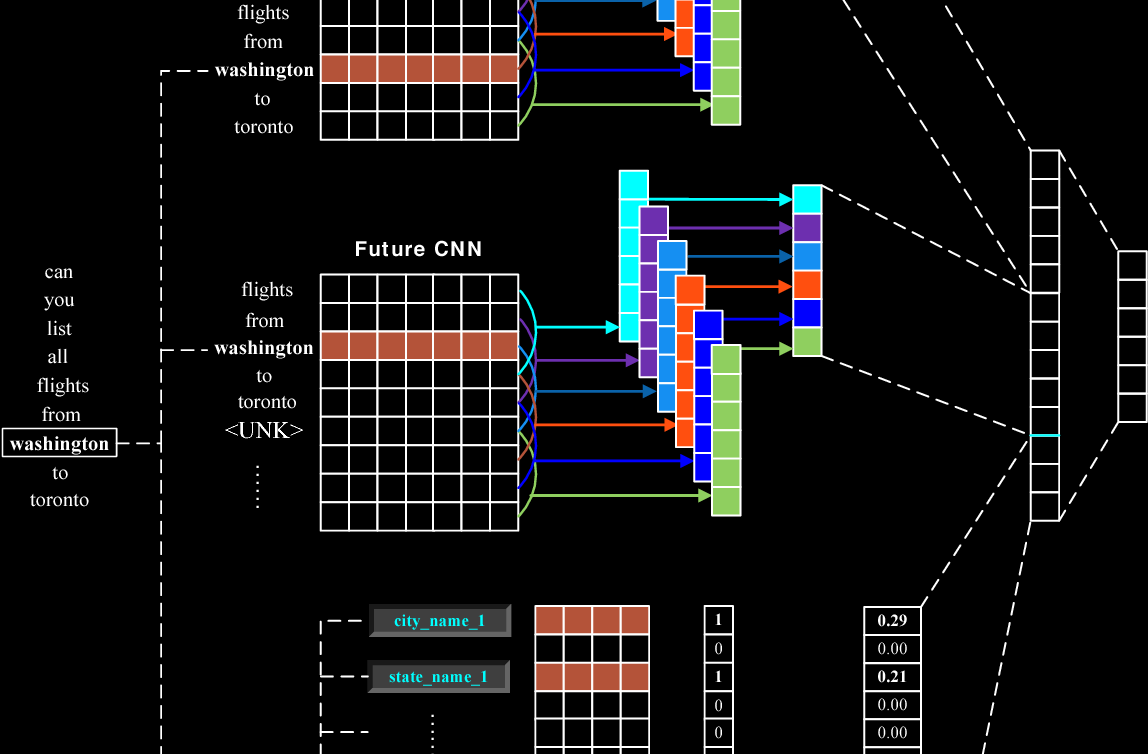 flights
from
washington
to
toronto
Future CNN
flights
from
washington
to
toronto
<UNK>
can
you
list
all
flights
from
washington
to
toronto
city_name_1
1
0.29
0
0.00
state_name_1
1
0.21
0
0.00
0
0.00